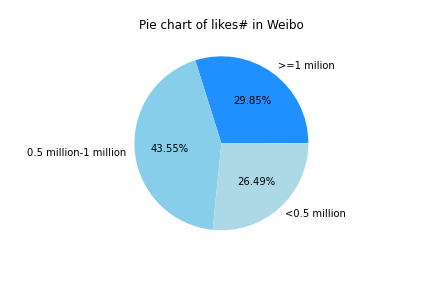 Pie chart of likes# in Weibo
>=1 milion
29.85%
43.55%
0.5 million-1 million
26.49%
<0.5 million